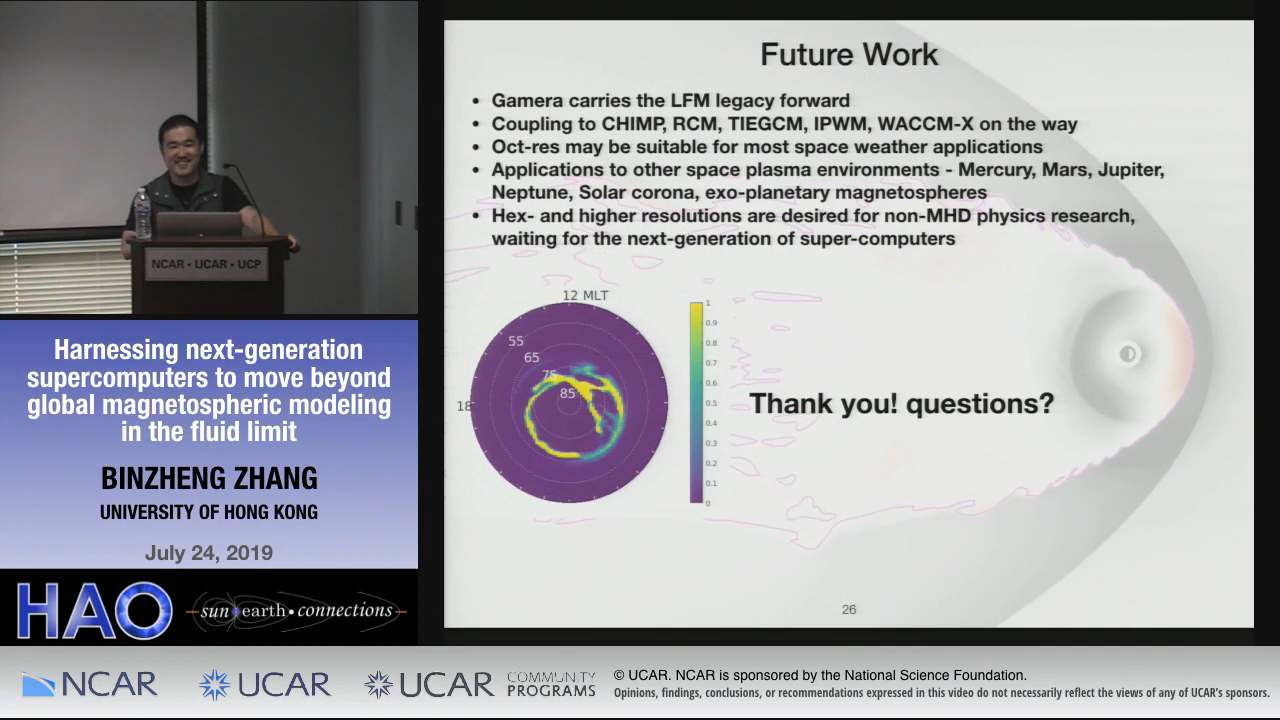 NCAR - UCAR - UCP
Harnessing next-generation
supercomputers to move beyond
global magnetospheric modeling
in the fluid limit
BINZHENG ZHANG
UNIVERSITY OF HONG KONG
July 24, 2019
HAO
sun earth • connections
Future Work
• Gamera carries the LFM legacy forward
• Coupling to CHIMP, RCM, TIEGCM, IPWM, WACCM-X on the way
• Oct-res may be suitable for most space weather applications
• Applications to other space plasma environments - Mercury, Mars, Jupiter,
Neptune, Solar corona, exo-planetary magnetospheres
• Hex- and higher resolutions are desired for non-MHD physics research,
waiting for the next-generation of super-computers
12 MLT
55
65
75
85
18
1
0.9
0.8
0.7
0.6
0.5
0.4
0.3
0.2
0.1
0
Thank you! questions?
26
NCAR
UCAR
UCAR
COMMUNITY
PROGRAMS
© UCAR. NCAR is sponsored by the National Science Foundation.
Opinions, findings, conclusions, or recommendations expressed in this video do not necessarily reflect the views of any of UCAR's sponsors.